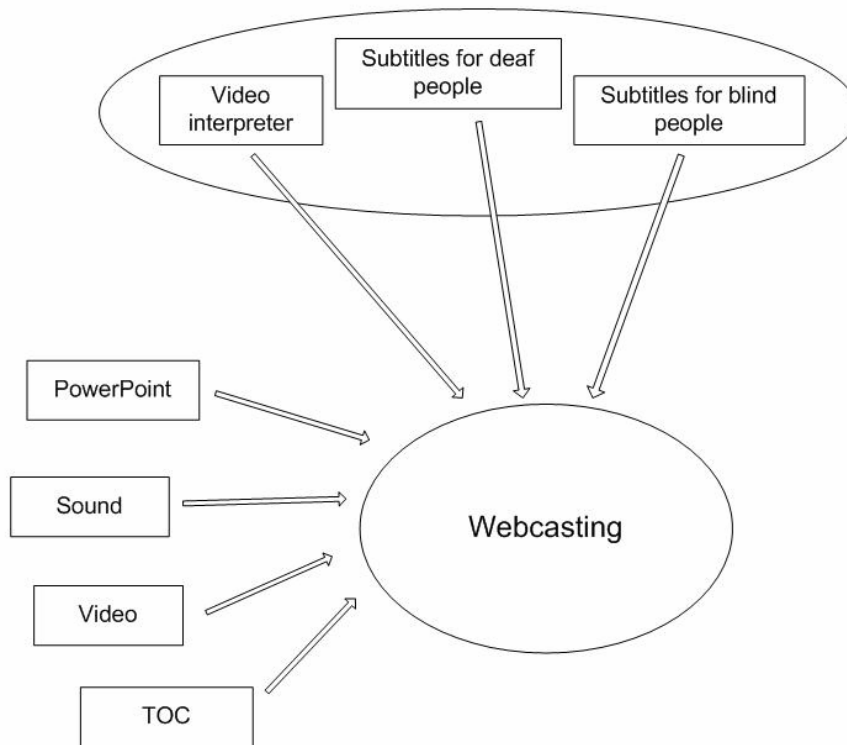 Video
interpreter
Subtitles for deaf
people
Subtitles for blind
people
PowerPoint
Sound
Video
TOC
Webcasting